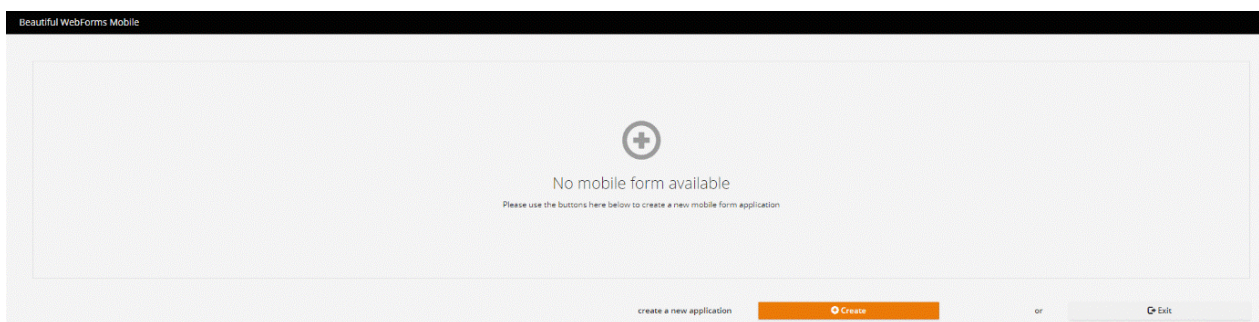 Beautiful WebForms Mobile
No mobile form available
Please use the buttons here below to create a new mobile form application
create a new application Create or Exit